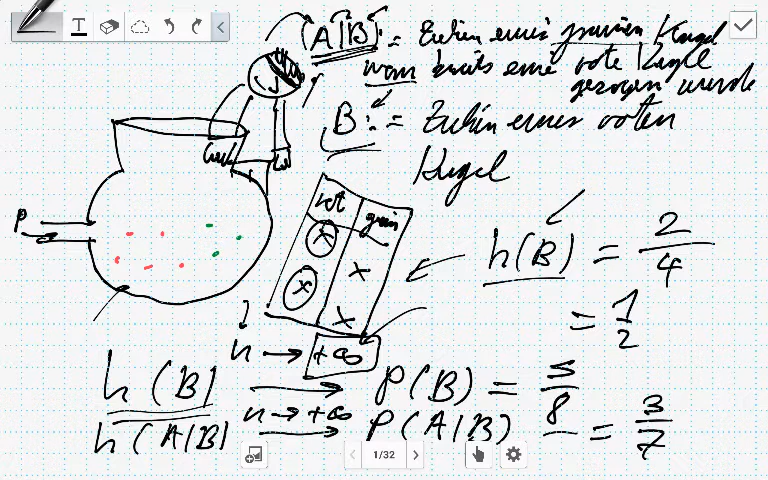 T
(A|B) := Ziehen einer grünen Kugel
wenn bereits eine rote Kugel
gezogen wurde
B := Ziehen einer roten
Kugel
P
rot grün
x
x
x
x
h(B) = 2/4
= 1/2
n → +∞
h(B) → P(B) = 5/8
n → +∞
h(A|B) → P(A|B) = 3/7
1/32